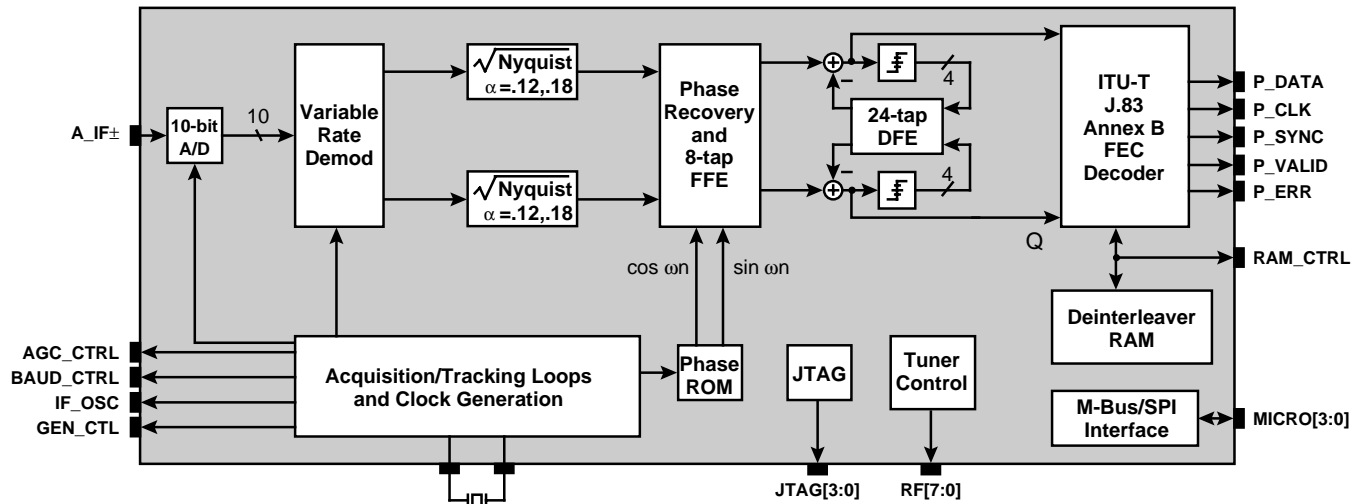 A_IF±
10-bit
A/D
10
Variable
Rate
Demod
√Nyquist
α=.12,.18
√Nyquist
α=.12,.18
Phase
Recovery
and
8-tap
FFE
+
−
4
24-tap
DFE
−
+
4
Q
ITU-T
J.83
Annex B
FEC
Decoder
P_DATA
P_CLK
P_SYNC
P_VALID
P_ERR
cos ωn
sin ωn
RAM_CTRL
Deinterleaver
RAM
AGC_CTRL
BAUD_CTRL
IF_OSC
GEN_CTL
Acquisition/Tracking Loops
and Clock Generation
Phase
ROM
JTAG
Tuner
Control
M-Bus/SPI
Interface
MICRO[3:0]
JTAG[3:0]
RF[7:0]